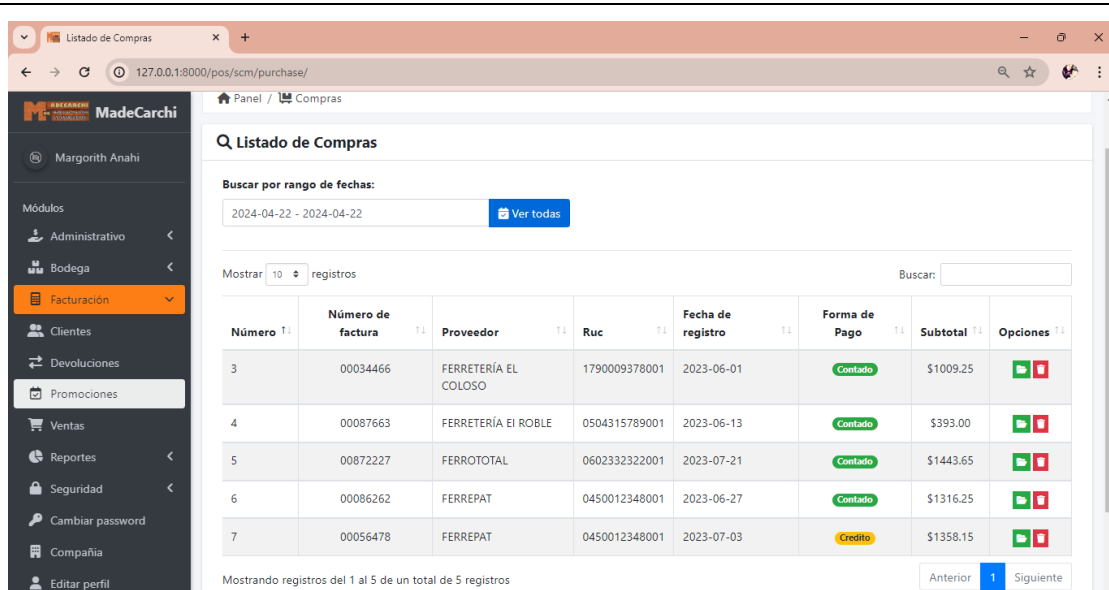 Listado de Compras
127.0.0.1:8000/pos/scm/purchase/
MadeCarchi
Panel / Compras
Listado de Compras
Margorith Anahi
Buscar por rango de fechas:
2024-04-22 - 2024-04-22 Ver todas
Módulos
Administrativo
Bodega
Facturación
Clientes
Devoluciones
Promociones
Ventas
Reportes
Seguridad
Cambiar password
Compañia
Editar perfil
Mostrar 10 registros Buscar:
Número Número de factura Proveedor Ruc Fecha de registro Forma de Pago Subtotal Opciones
3 00034466 FERRETERÍA EL COLOSO 1790009378001 2023-06-01 Contado $1009.25
4 00087663 FERRETERÍA El ROBLE 0504315789001 2023-06-13 Contado $393.00
5 00872227 FERROTOTAL 0602332322001 2023-07-21 Contado $1443.65
6 00086262 FERREPAT 0450012348001 2023-06-27 Contado $1316.25
7 00056478 FERREPAT 0450012348001 2023-07-03 Credito $1358.15
Mostrando registros del 1 al 5 de un total de 5 registros
Anterior 1 Siguiente